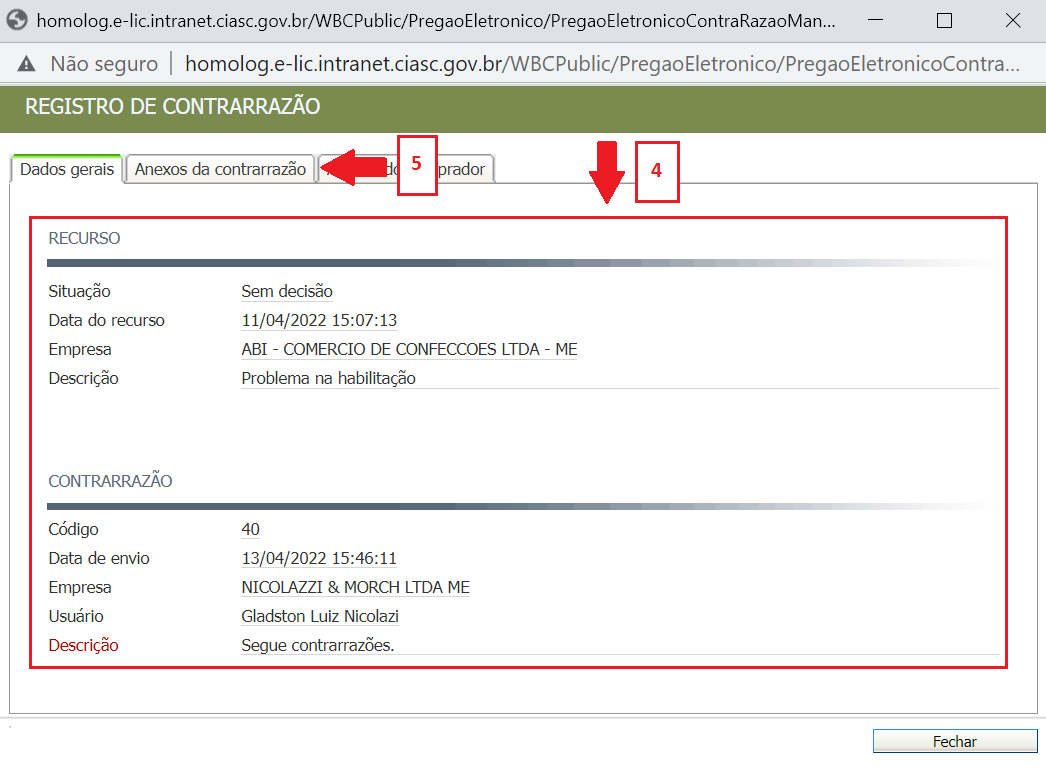 homolog.e-lic.intranet.ciasc.gov.br/WBCPublic/PregaoEletronico/PregaoEletronicoContraRazaoMan...
Não seguro homolog.e-lic.intranet.ciasc.gov.br/WBCPublic/PregaoEletronico/PregaoEletronicoContra...
REGISTRO DE CONTRARRAZÃO
Dados gerais Anexos da contrarrazão 5 4
RECURSO
Situação Sem decisão
Data do recurso 11/04/2022 15:07:13
Empresa ABI - COMERCIO DE CONFECCOES LTDA - ME
Descrição Problema na habilitação
CONTRARRAZÃO
Código 40
Data de envio 13/04/2022 15:46:11
Empresa NICOLAZZI & MORCH LTDA ME
Usuário Gladston Luiz Nicolazi
Descrição Segue contrarrazões.
Fechar